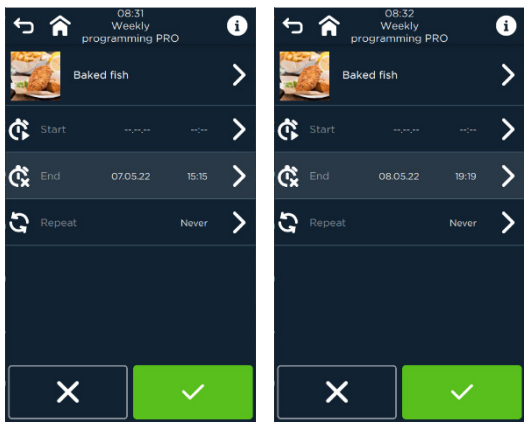 08:31
Weekly
programming PRO
Baked fish
Start --.--.-- --:--
End 07.05.22 15:15
Repeat Never
08:32
Weekly
programming PRO
Baked fish
Start --.--.-- --:--
End 08.05.22 19:19
Repeat Never